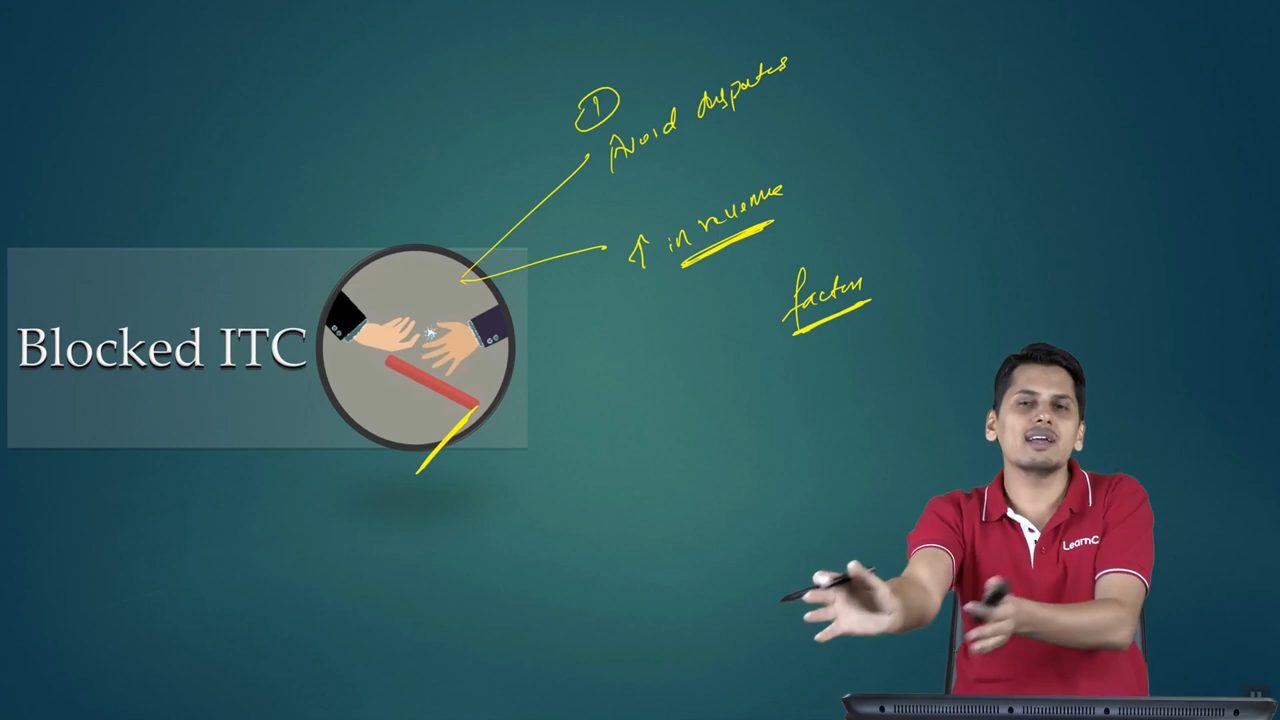 ①
Avoid disputes
↑ in revenue
factor
Blocked ITC
LearnC